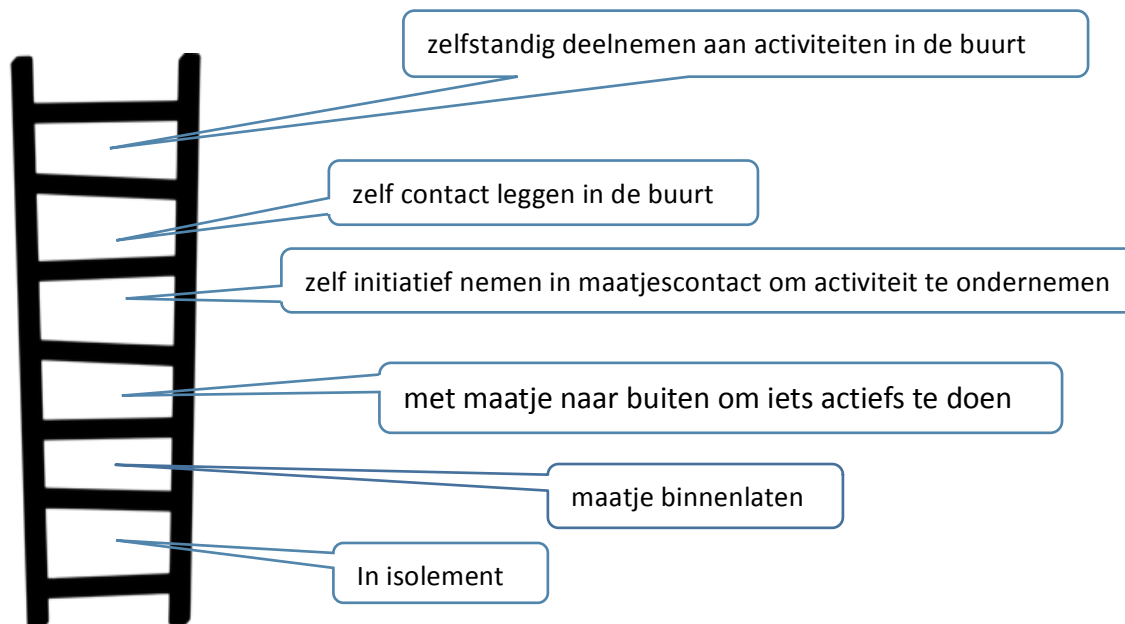 zelfstandig deelnemen aan activiteiten in de buurt
zelf contact leggen in de buurt
zelf initiatief nemen in maatjescontact om activiteit te ondernemen
met maatje naar buiten om iets actiefs te doen
maatje binnenlaten
In isolement